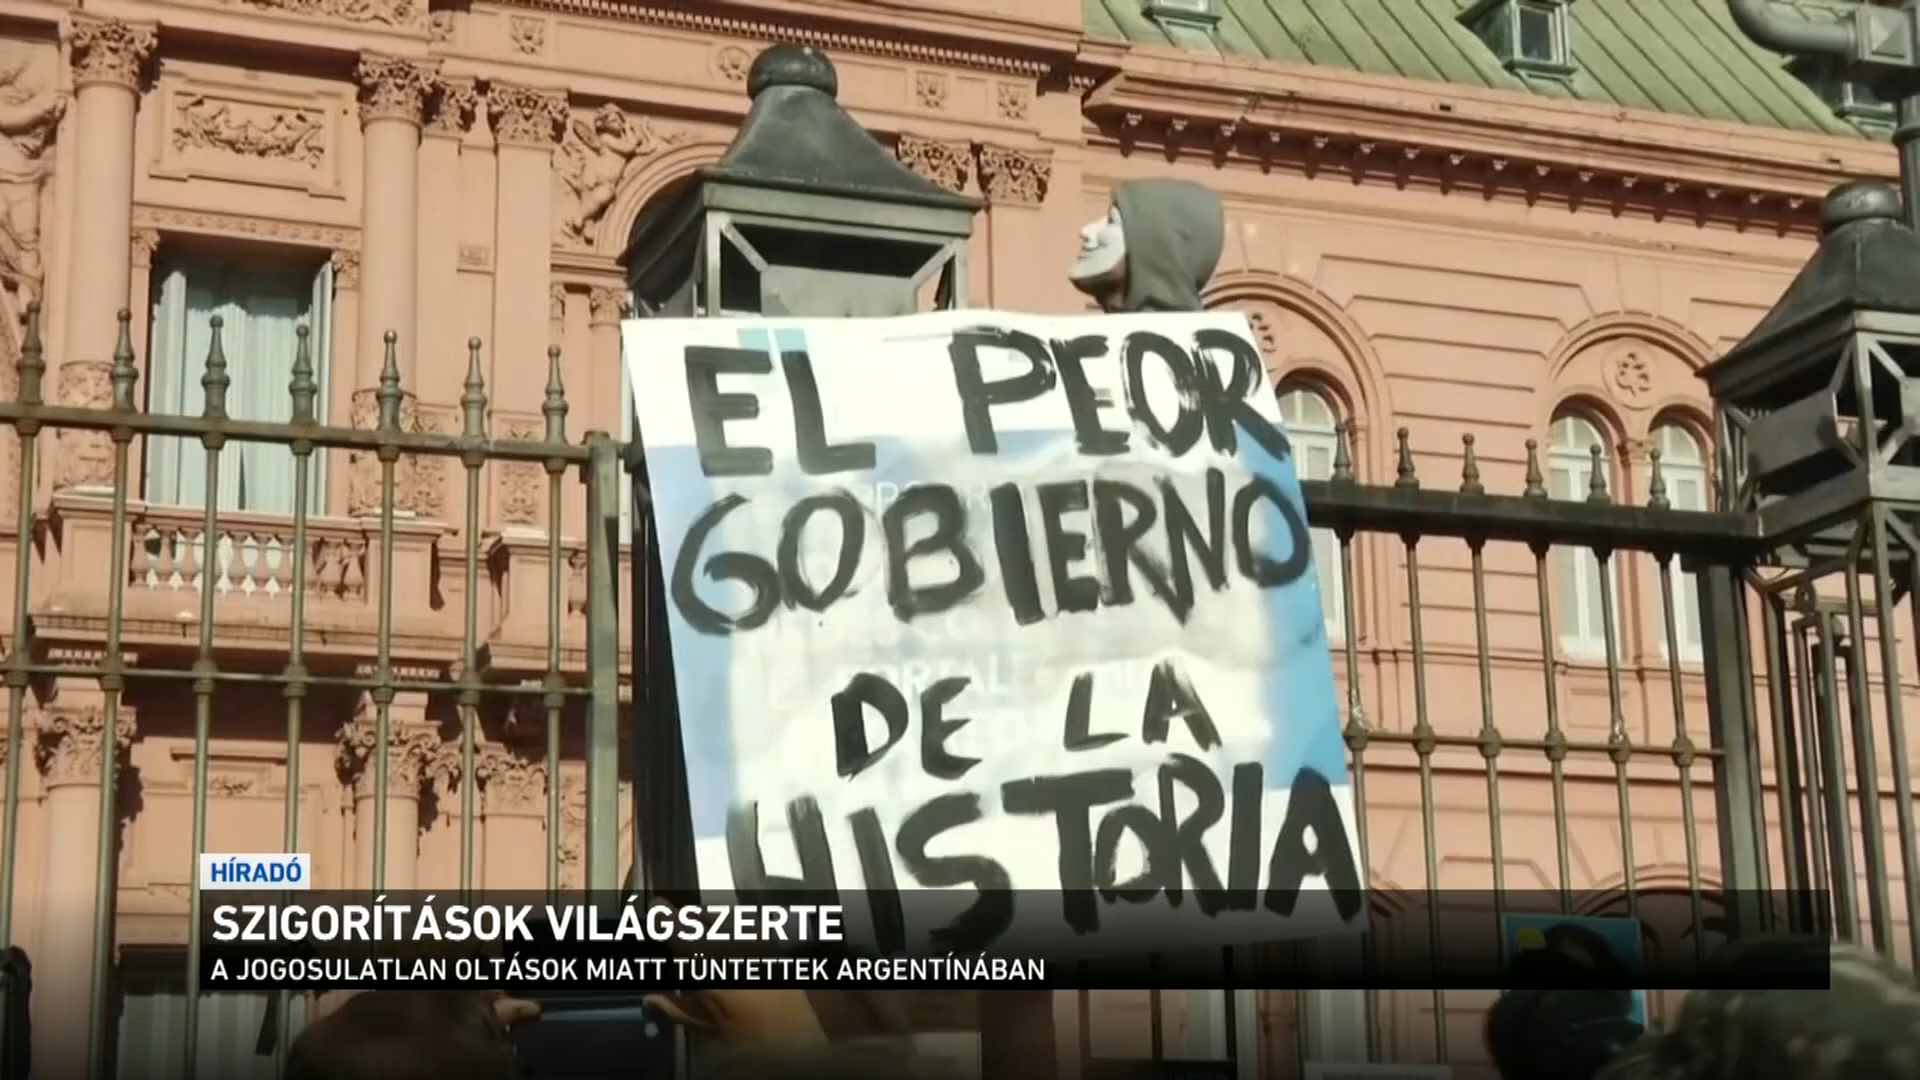 EL PEOR
GOBIERNO
DE LA
HISTORIA
HÍRADÓ
SZIGORÍTÁSOK VILÁGSZERTE
A JOGOSULATLAN OLTÁSOK MIATT TÜNTETTEK ARGENTÍNÁBAN